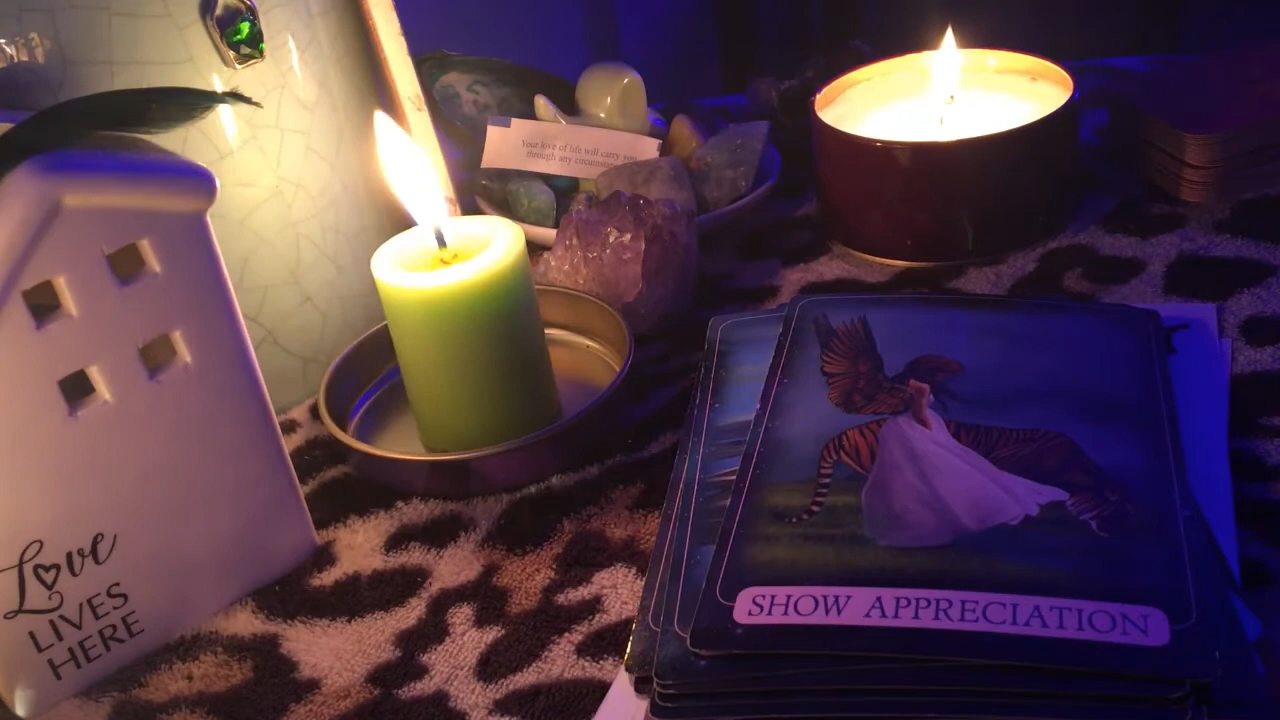 Your love of life will carry you
through any circumstance
Love
LIVES
HERE
SHOW APPRECIATION